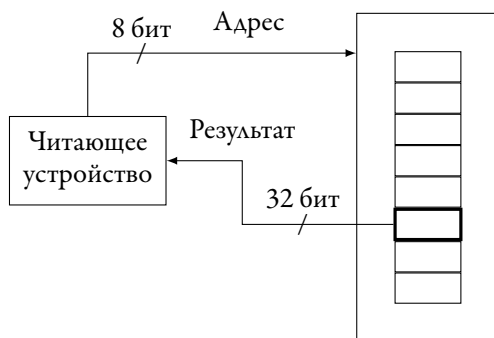 8 бит
Адрес
Читающее
устройство
Результат
32 бит